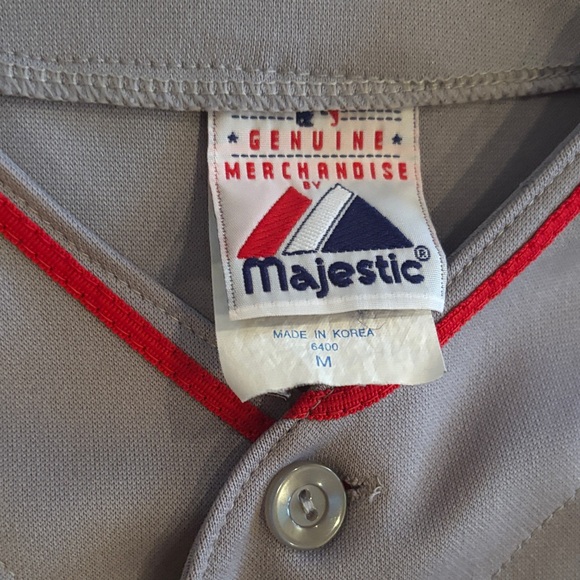 GENUINE
MERCHANDISE
BY
Majestic®
MADE IN KOREA
6400
M